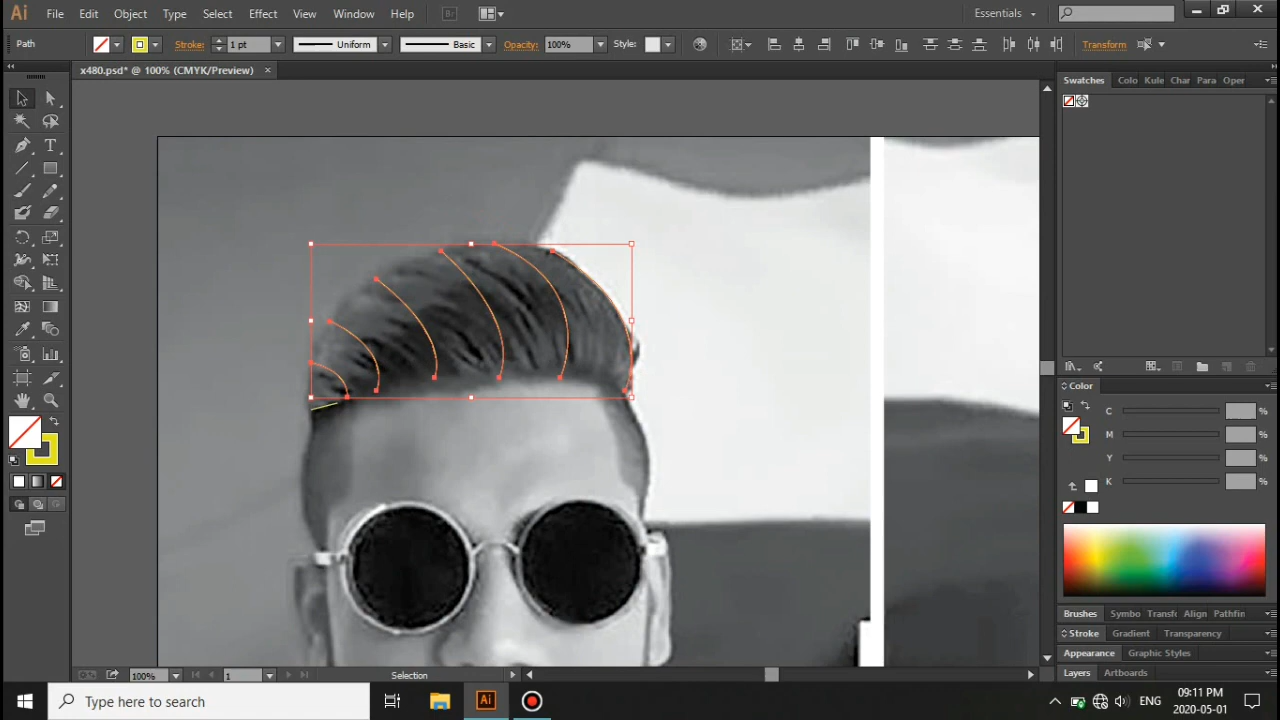 Ai File Edit Object Type Select Effect View Window Help Br Essentials
Path Stroke: 1 pt Uniform Basic Opacity: 100% Style: Transform
x480.psd* @ 100% (CMYK/Preview) ×
Swatches Colo Kule Char Para Oper
Color
C %
M %
Y %
K %
Brushes Symbo Transfo Align Pathfin
Stroke Gradient Transparency
Appearance Graphic Styles
Layers Artboards
100% 1 Selection
Type here to search Ai ENG 09:11 PM
2020-05-01